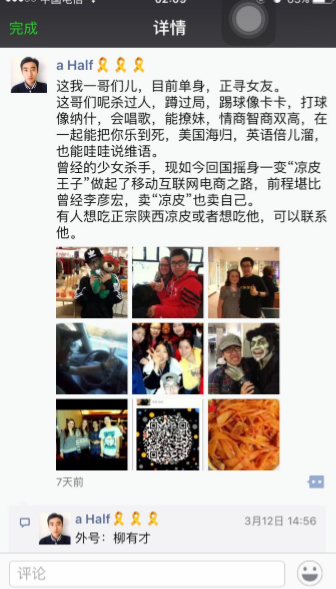 中国电信
02:09
63%
完成
详情
a Half
这我一哥们儿，目前单身，正寻女友。
这哥们呢杀过人，蹲过局，踢球像卡卡，打球
像纳什，会唱歌，能撩妹，情商智商双高，在
一起能把你乐到死，美国海归，英语倍儿溜，
也能哇哇说维语。
曾经的少女杀手，现如今回国摇身一变“凉皮
王子”做起了移动互联网电商之路，前程堪比
曾经李彦宏，卖“凉皮”也卖自己。
有人想吃正宗陕西凉皮或者想吃他，可以联系
他。
7天前
a Half
3月12日 14:56
外号：柳有才
评论